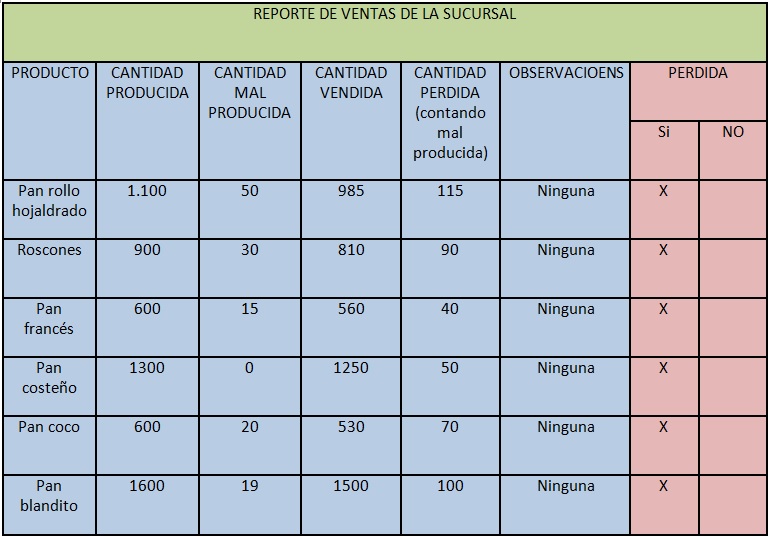 REPORTE DE VENTAS DE LA SUCURSAL
PRODUCTO CANTIDAD PRODUCIDA CANTIDAD MAL PRODUCIDA CANTIDAD VENDIDA CANTIDAD PERDIDA (contando mal producida) OBSERVACIOENS PERDIDA
Si NO
Pan rollo hojaldrado 1.100 50 985 115 Ninguna X
Roscones 900 30 810 90 Ninguna X
Pan francés 600 15 560 40 Ninguna X
Pan costeño 1300 0 1250 50 Ninguna X
Pan coco 600 20 530 70 Ninguna X
Pan blandito 1600 19 1500 100 Ninguna X